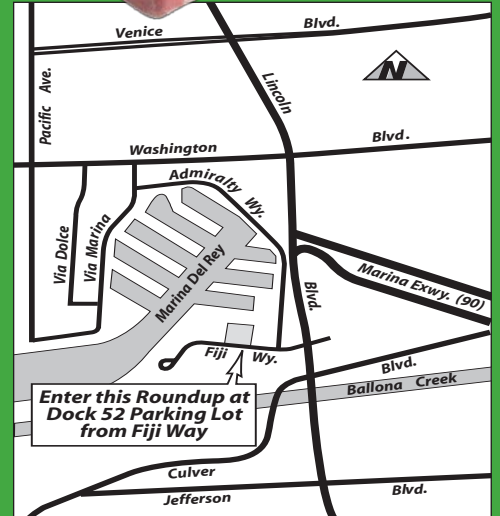 Venice Blvd.
Pacific Ave.
Lincoln Blvd.
N
Washington Blvd.
Admiralty Wy.
Via Dolce
Via Marina
Marina Del Rey
Marina Exwy. (90)
Fiji Wy.
Blvd.
Ballona Creek
Enter this Roundup at
Dock 52 Parking Lot
from Fiji Way
Culver
Jefferson Blvd.